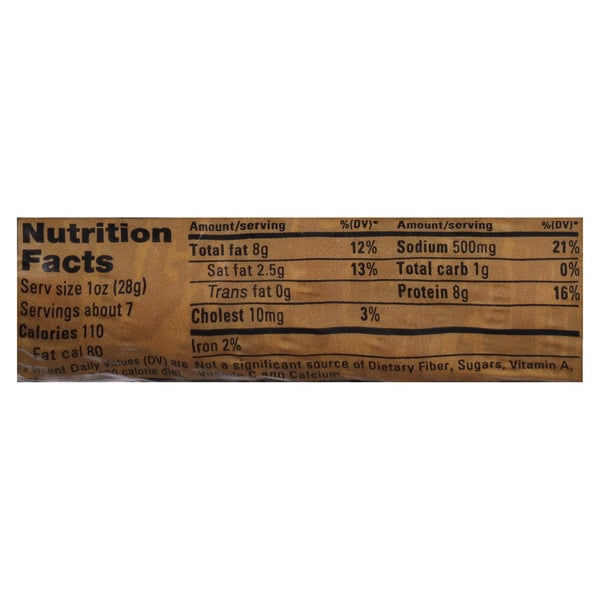 Nutrition
Facts
Serv size 1oz (28g)
Servings about 7
Calories 110
Fat cal 80
Percent Daily Values (DV) are
calorie diet
Amount/serving %(DV)* Amount/serving %(DV)*
Total fat 8g 12% Sodium 500mg 21%
Sat fat 2.5g 13% Total carb 1g 0%
Trans fat 0g Protein 8g 16%
Cholest 10mg 3%
Iron 2%
Not a significant source of Dietary Fiber, Sugars, Vitamin A,
Vitamin C and Calcium.